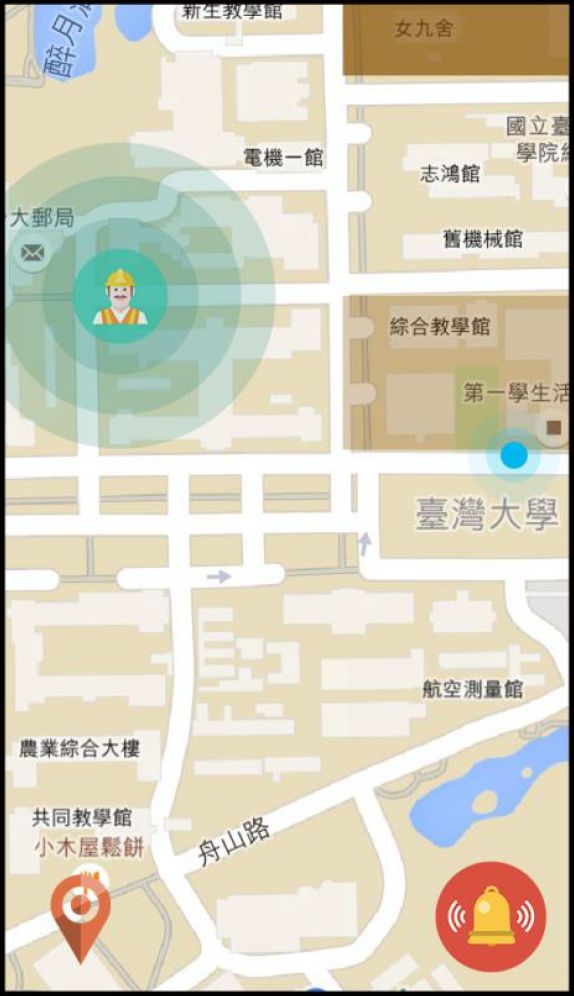 新生教學館
女九舍
醉月
國立臺
學院
電機一館
志鴻館
大郵局
舊機械館
綜合教學館
第一學生活
臺灣大學
航空測量館
農業綜合大樓
共同教學館
小木屋鬆餅
舟山路